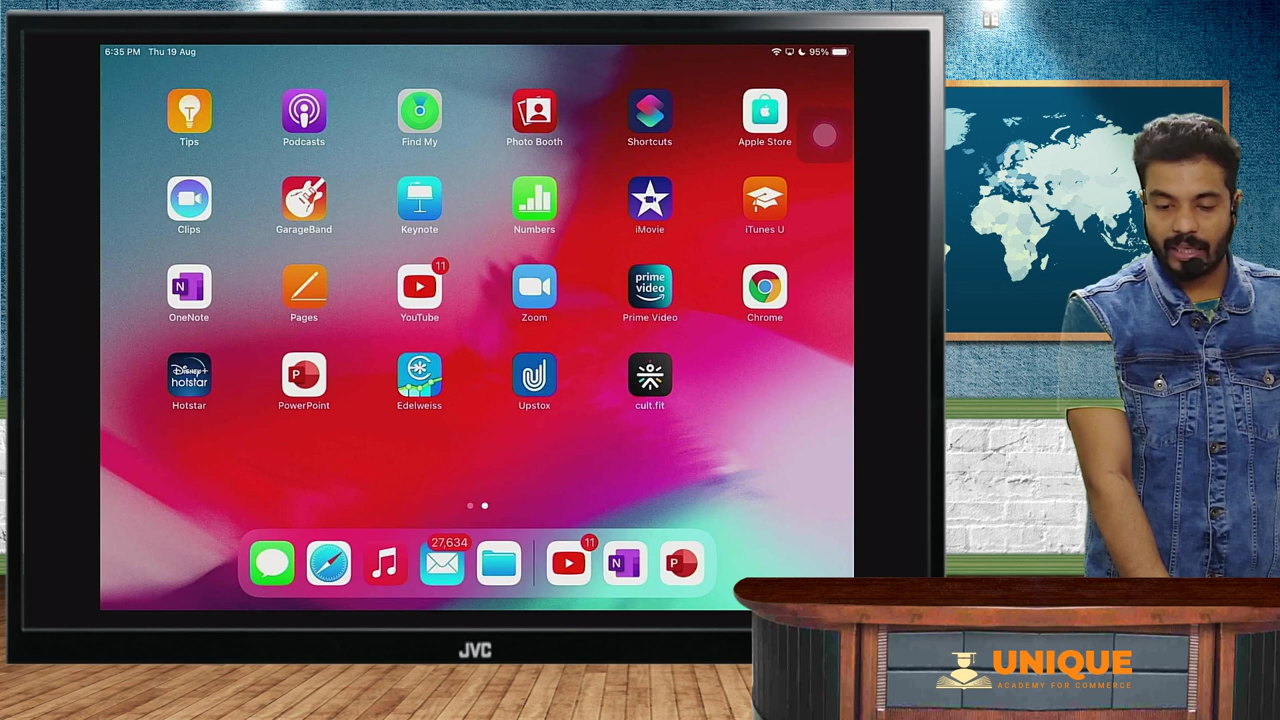 6:35 PM Thu 19 Aug
95%
Tips
Podcasts
Find My
Photo Booth
Shortcuts
Apple Store
Clips
GarageBand
Keynote
Numbers
iMovie
iTunes U
N
11
prime
video
OneNote
Pages
YouTube
Zoom
Prime Video
Chrome
Disney+
hotstar
P
Hotstar
PowerPoint
Edelweiss
Upstox
cult.fit
27,634
11
N
P
JVC
UNIQUE
ACADEMY FOR COMMERCE